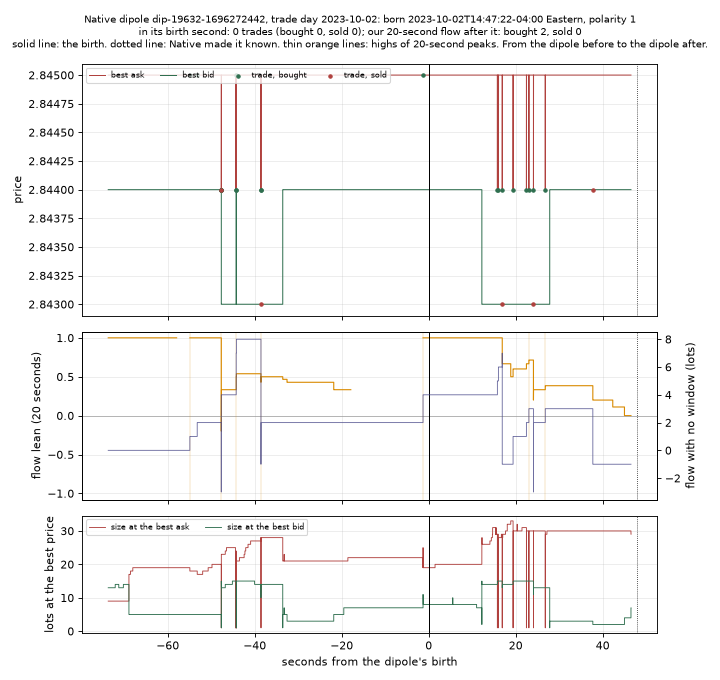 Native dipole dip-19632-1696272442, trade day 2023-10-02: born 2023-10-02T14:47:22-04:00 Eastern, polarity 1
in its birth second: 0 trades (bought 0, sold 0); our 20-second flow after it: bought 2, sold 0
solid line: the birth. dotted line: Native made it known. thin orange lines: highs of 20-second peaks. From the dipole before to the dipole after.
best ask
best bid
trade, bought
trade, sold
2.84500
2.84475
2.84450
2.84425
2.84400
2.84375
2.84350
2.84325
2.84300
price
1.0
0.5
0.0
−0.5
−1.0
flow lean (20 seconds)
8
6
4
2
0
−2
flow with no window (lots)
size at the best ask
size at the best bid
30
20
10
0
lots at the best price
−60
−40
−20
0
20
40
seconds from the dipole's birth